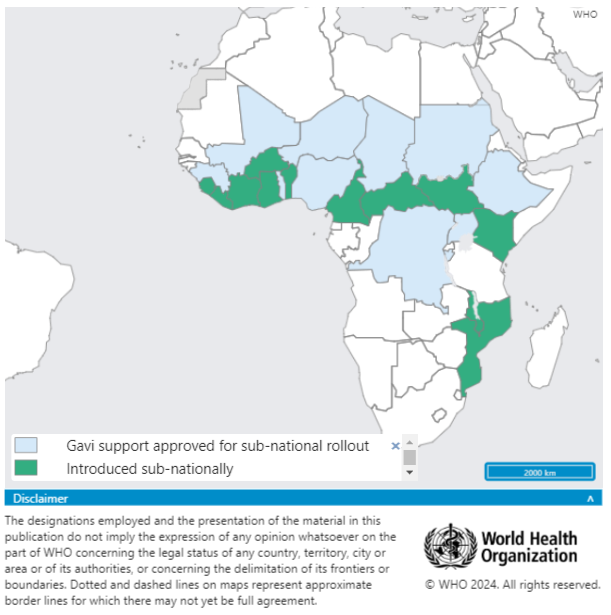 WHO
Gavi support approved for sub-national rollout
Introduced sub-nationally
2000 km
Disclaimer
The designations employed and the presentation of the material in this
publication do not imply the expression of any opinion whatsoever on the
part of WHO concerning the legal status of any country, territory, city or
area or of its authorities, or concerning the delimitation of its frontiers or
boundaries. Dotted and dashed lines on maps represent approximate
border lines for which there may not yet be full agreement.
World Health
Organization
© WHO 2024. All rights reserved.